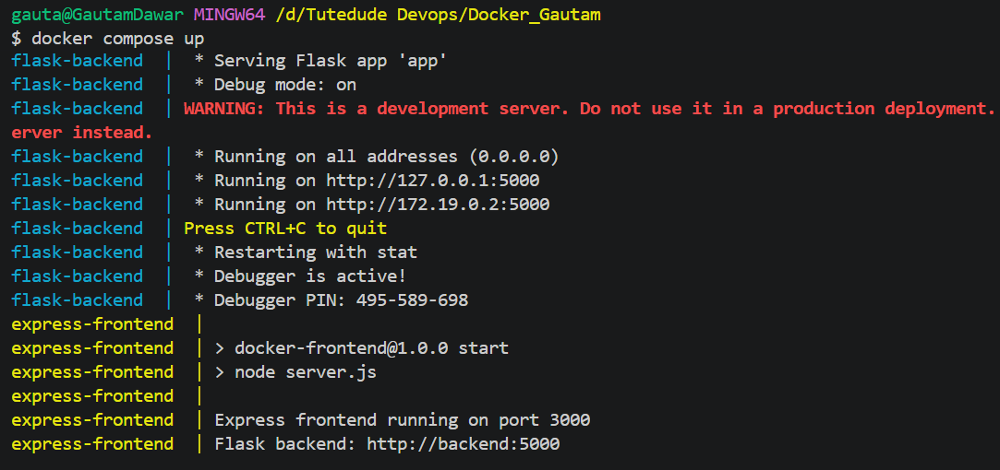 gauta@GautamDawar MINGW64 /d/Tutedude Devops/Docker_Gautam
$ docker compose up
flask-backend  |  * Serving Flask app 'app'
flask-backend  |  * Debug mode: on
flask-backend  | WARNING: This is a development server. Do not use it in a production deployment.
erver instead.
flask-backend  |  * Running on all addresses (0.0.0.0)
flask-backend  |  * Running on http://127.0.0.1:5000
flask-backend  |  * Running on http://172.19.0.2:5000
flask-backend  | Press CTRL+C to quit
flask-backend  |  * Restarting with stat
flask-backend  |  * Debugger is active!
flask-backend  |  * Debugger PIN: 495-589-698
express-frontend  |
express-frontend  | > docker-frontend@1.0.0 start
express-frontend  | > node server.js
express-frontend  |
express-frontend  | Express frontend running on port 3000
express-frontend  | Flask backend: http://backend:5000